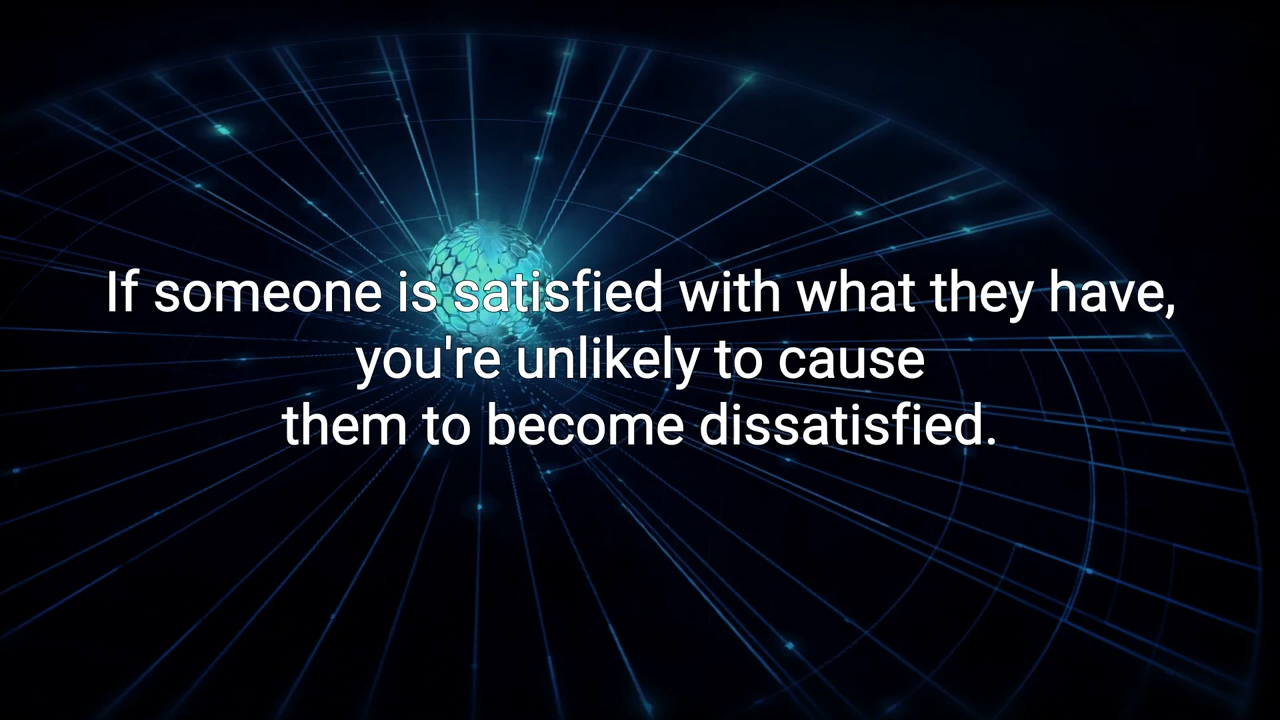 If someone is satisfied with what they have,
you're unlikely to cause
them to become dissatisfied.